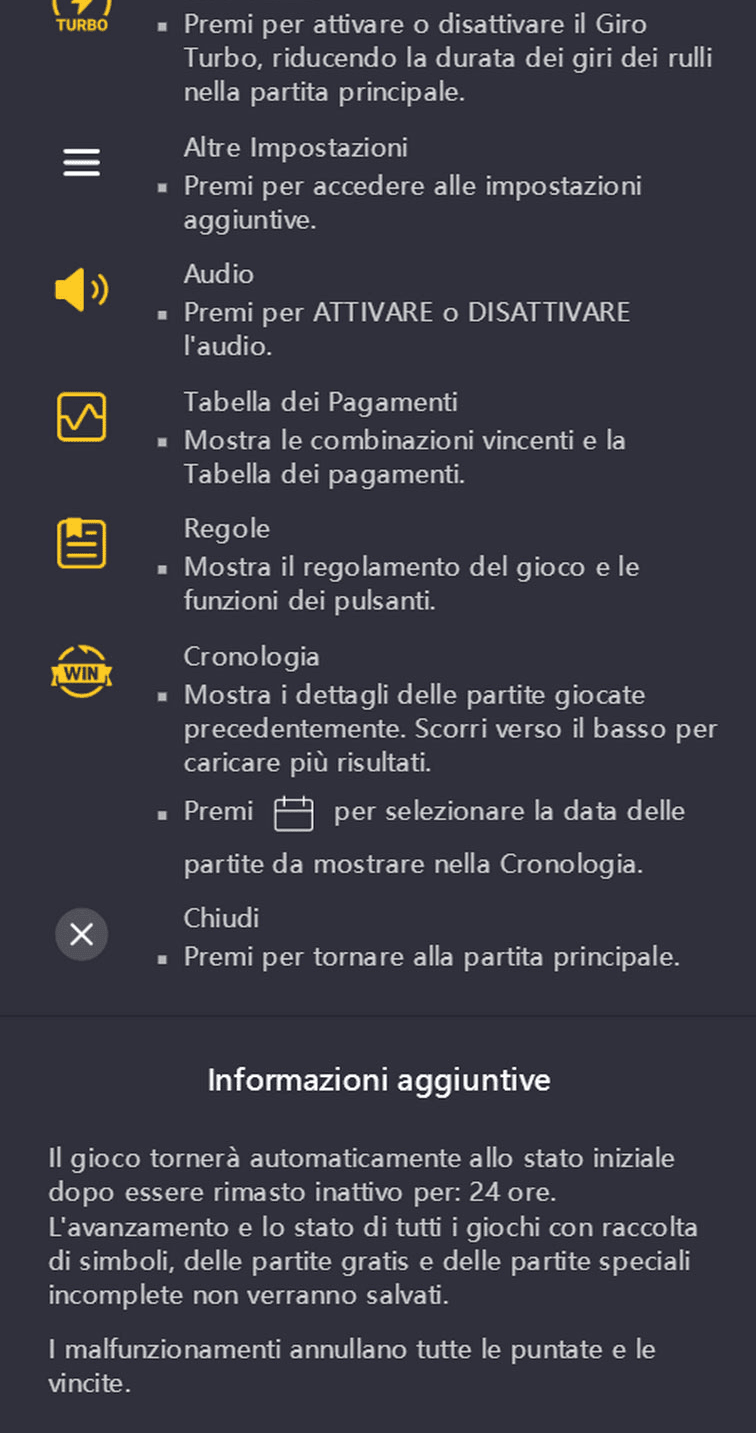 TURBO
▪ Premi per attivare o disattivare il Giro
Turbo, riducendo la durata dei giri dei rulli
nella partita principale.
Altre Impostazioni
▪ Premi per accedere alle impostazioni
aggiuntive.
Audio
▪ Premi per ATTIVARE o DISATTIVARE
l'audio.
Tabella dei Pagamenti
▪ Mostra le combinazioni vincenti e la
Tabella dei pagamenti.
Regole
▪ Mostra il regolamento del gioco e le
funzioni dei pulsanti.
WIN
Cronologia
▪ Mostra i dettagli delle partite giocate
precedentemente. Scorri verso il basso per
caricare più risultati.
▪ Premi per selezionare la data delle
partite da mostrare nella Cronologia.
Chiudi
▪ Premi per tornare alla partita principale.
Informazioni aggiuntive
Il gioco tornerà automaticamente allo stato iniziale
dopo essere rimasto inattivo per: 24 ore.
L'avanzamento e lo stato di tutti i giochi con raccolta
di simboli, delle partite gratis e delle partite speciali
incomplete non verranno salvati.
I malfunzionamenti annullano tutte le puntate e le
vincite.